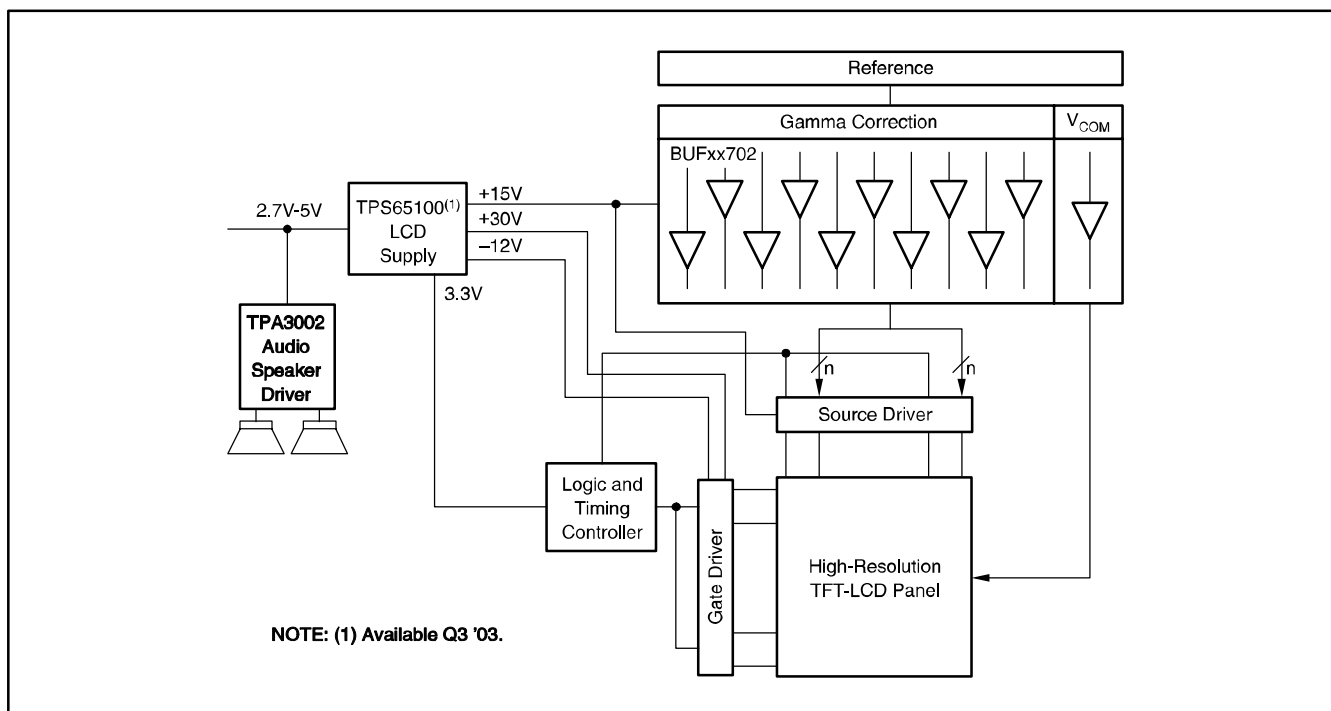 Reference
Gamma Correction
VCOM
BUFxx702
2.7V-5V
TPS65100(1)
LCD
Supply
+15V
+30V
–12V
3.3V
TPA3002
Audio
Speaker
Driver
n
n
Source Driver
Logic and
Timing
Controller
Gate Driver
High-Resolution
TFT-LCD Panel
NOTE: (1) Available Q3 '03.